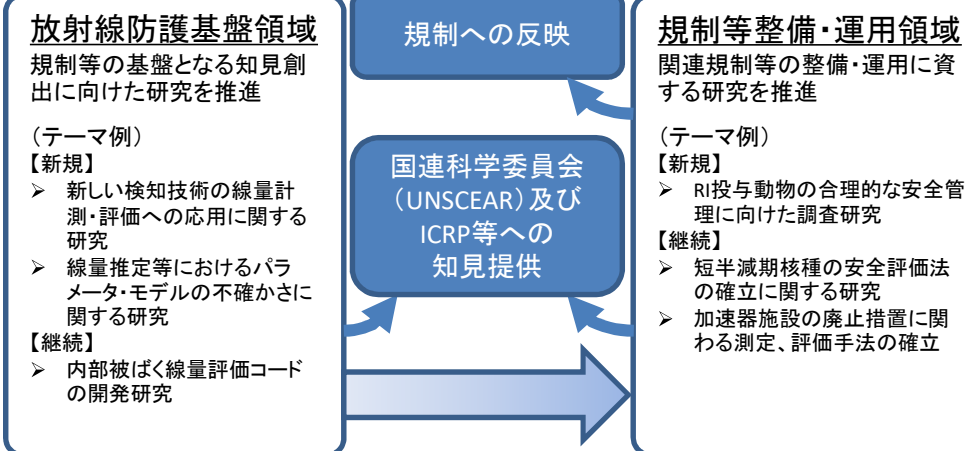 放射線防護基盤領域
規制等の基盤となる知見創
出に向けた研究を推進
（テーマ例）
【新規】
➢ 新しい検知技術の線量計
測・評価への応用に関する
研究
➢ 線量推定等におけるパラ
メータ・モデルの不確かさに
関する研究
【継続】
➢ 内部被ばく線量評価コード
の開発研究
規制への反映
国連科学委員会
（UNSCEAR）及び
ICRP等への
知見提供
規制等整備・運用領域
関連規制等の整備・運用に資
する研究を推進
（テーマ例）
【新規】
➢ RI投与動物の合理的な安全管
理に向けた調査研究
【継続】
➢ 短半減期核種の安全評価法
の確立に関する研究
➢ 加速器施設の廃止措置に関
わる測定、評価手法の確立